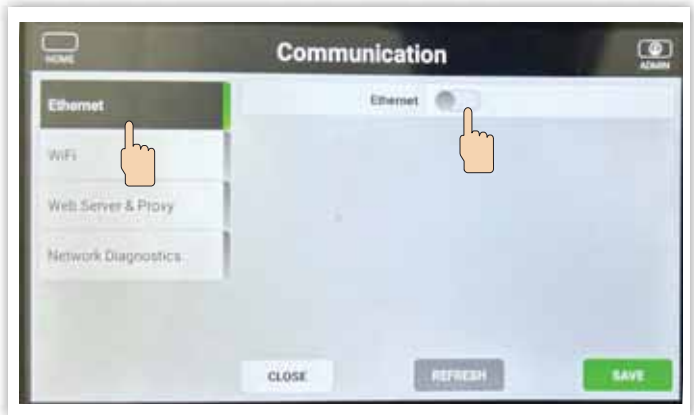 HOME
Communication
ADMIN
Ethernet
Ethernet
WiFi
Web Server & Proxy
Network Diagnostics
CLOSE
REFRESH
SAVE